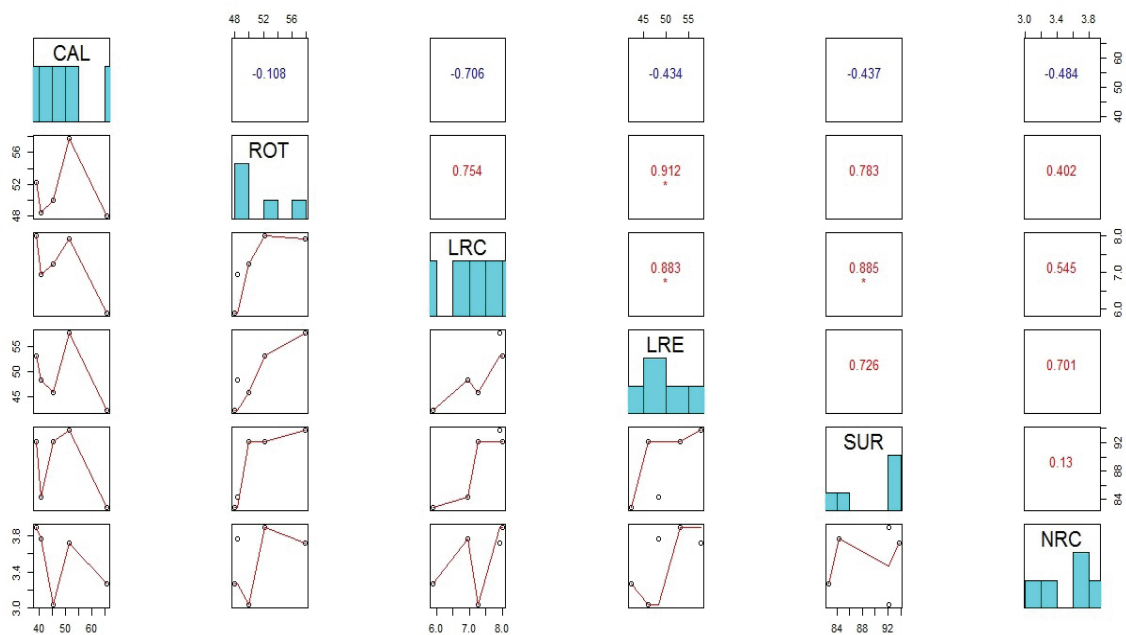 48 52 56 45 50 55 3.0 3.4 3.8
CAL -0.108 -0.706 -0.434 -0.437 -0.484 40 50 60
48 52 56 ROT 0.754 0.912 0.783 0.402
*
LRC 0.883 0.885 0.545 6.0 7.0 8.0
* *
45 50 55 LRE 0.726 0.701
SUR 0.13 84 88 92
3.0 3.4 3.8 NRC
40 50 60 6.0 7.0 8.0 84 88 92